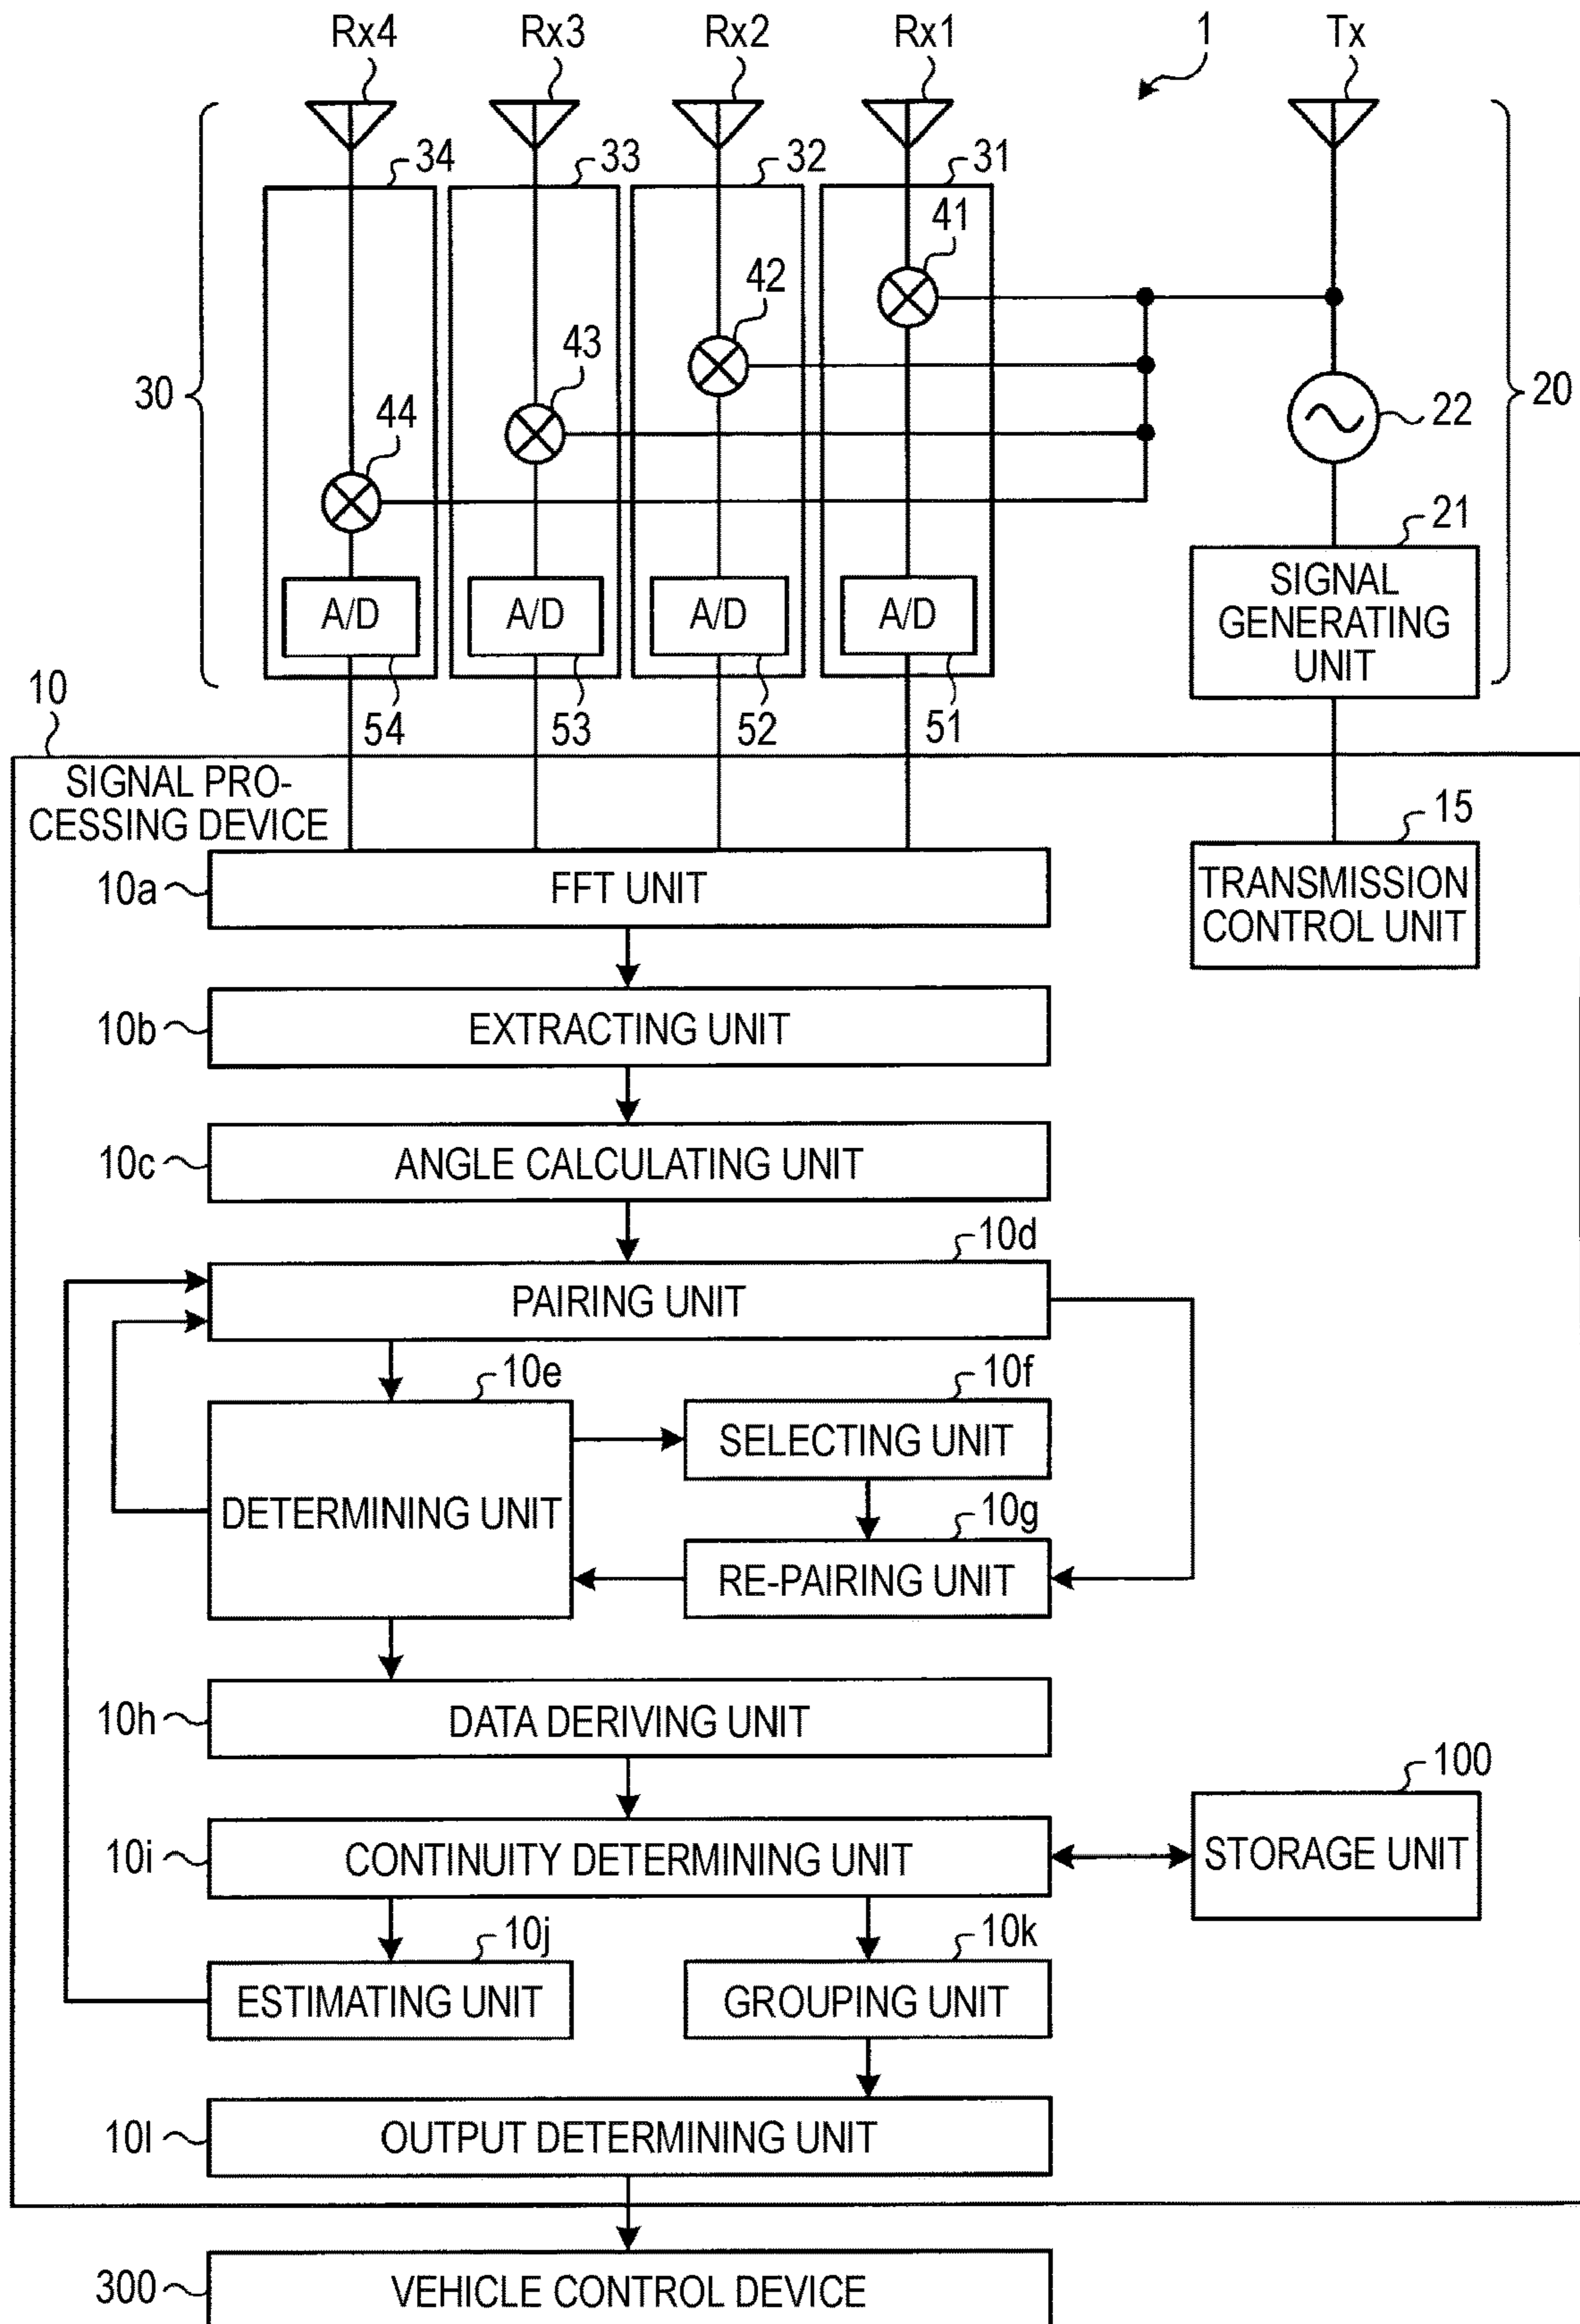 Rx4 Rx3 Rx2 Rx1 1 Tx
34 33 32 31
41
42
43
44
30
20
22
21
SIGNAL
GENERATING
UNIT
A/D A/D A/D A/D
54 53 52 51
10
SIGNAL PRO-
CESSING DEVICE
15
TRANSMISSION
CONTROL UNIT
10a FFT UNIT
10b EXTRACTING UNIT
10c ANGLE CALCULATING UNIT
10d
PAIRING UNIT
10e 10f
SELECTING UNIT
DETERMINING UNIT
10g
RE-PAIRING UNIT
10h DATA DERIVING UNIT
100
10i CONTINUITY DETERMINING UNIT STORAGE UNIT
10j 10k
ESTIMATING UNIT GROUPING UNIT
10l OUTPUT DETERMINING UNIT
300 VEHICLE CONTROL DEVICE